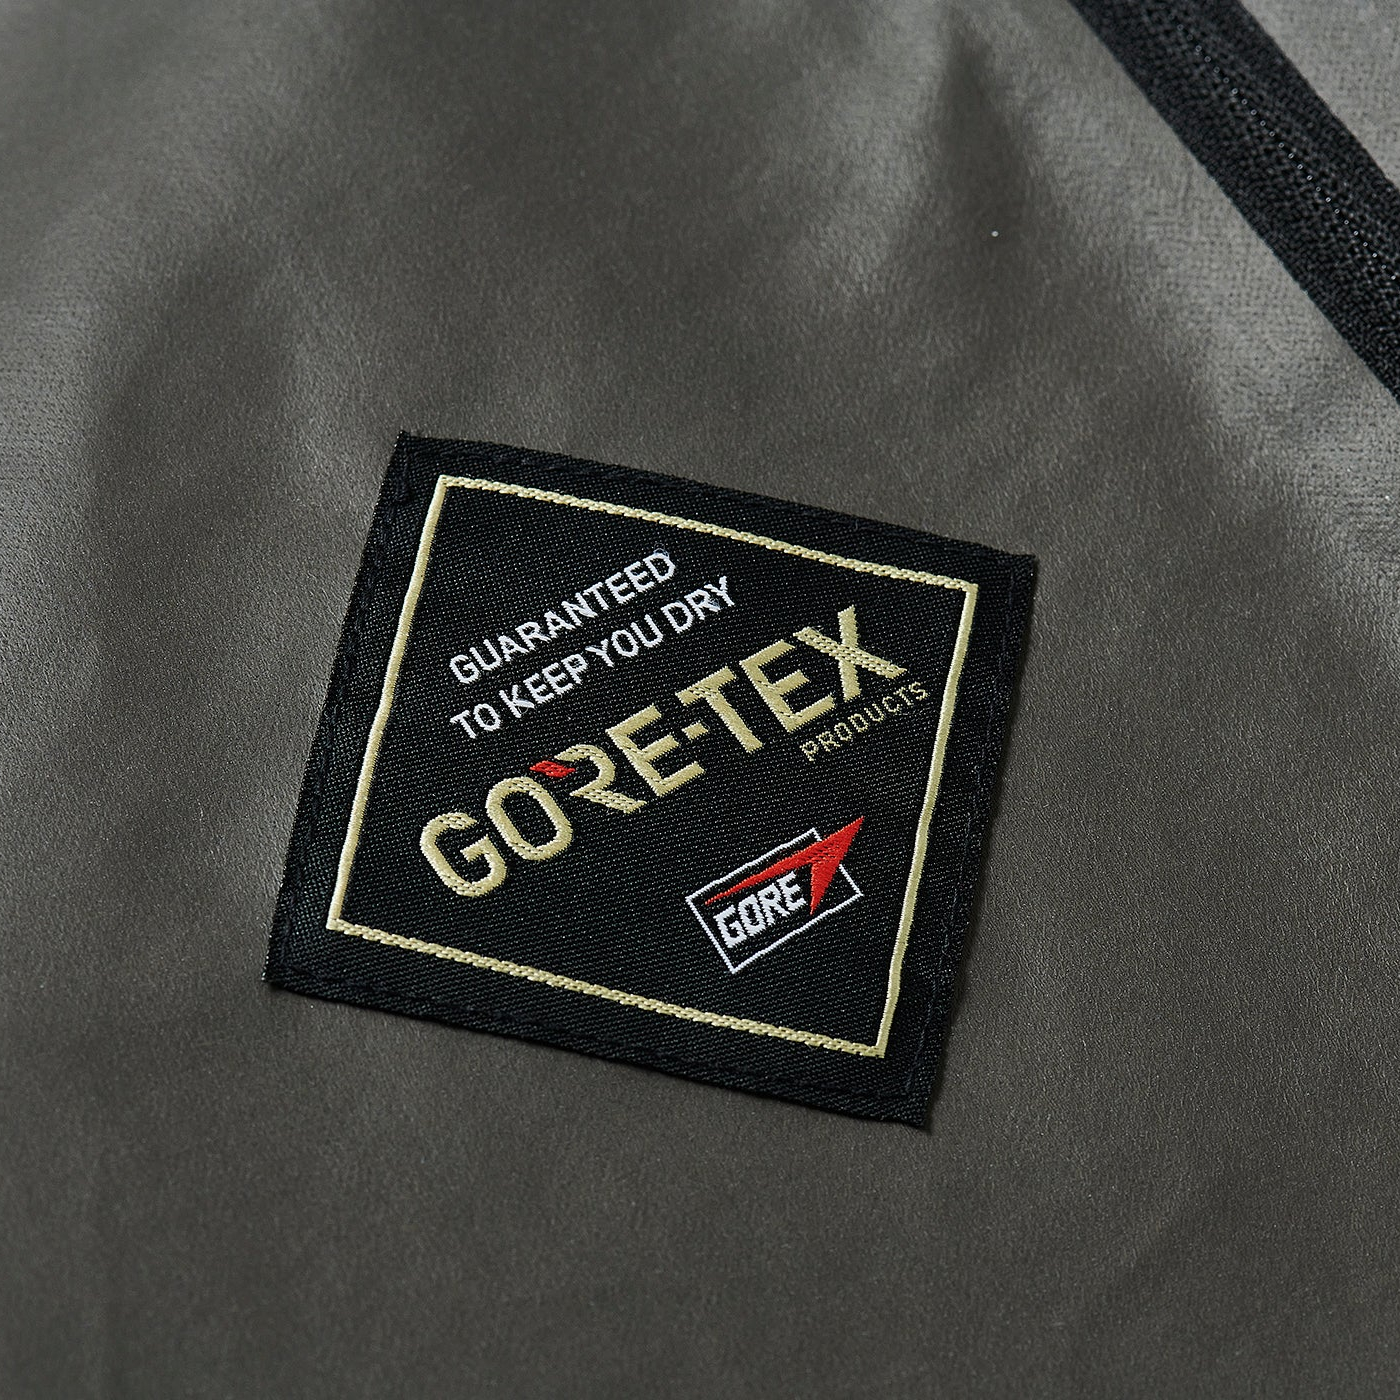 GUARANTEED
TO KEEP YOU DRY
GORE-TEX
PRODUCTS
GORE